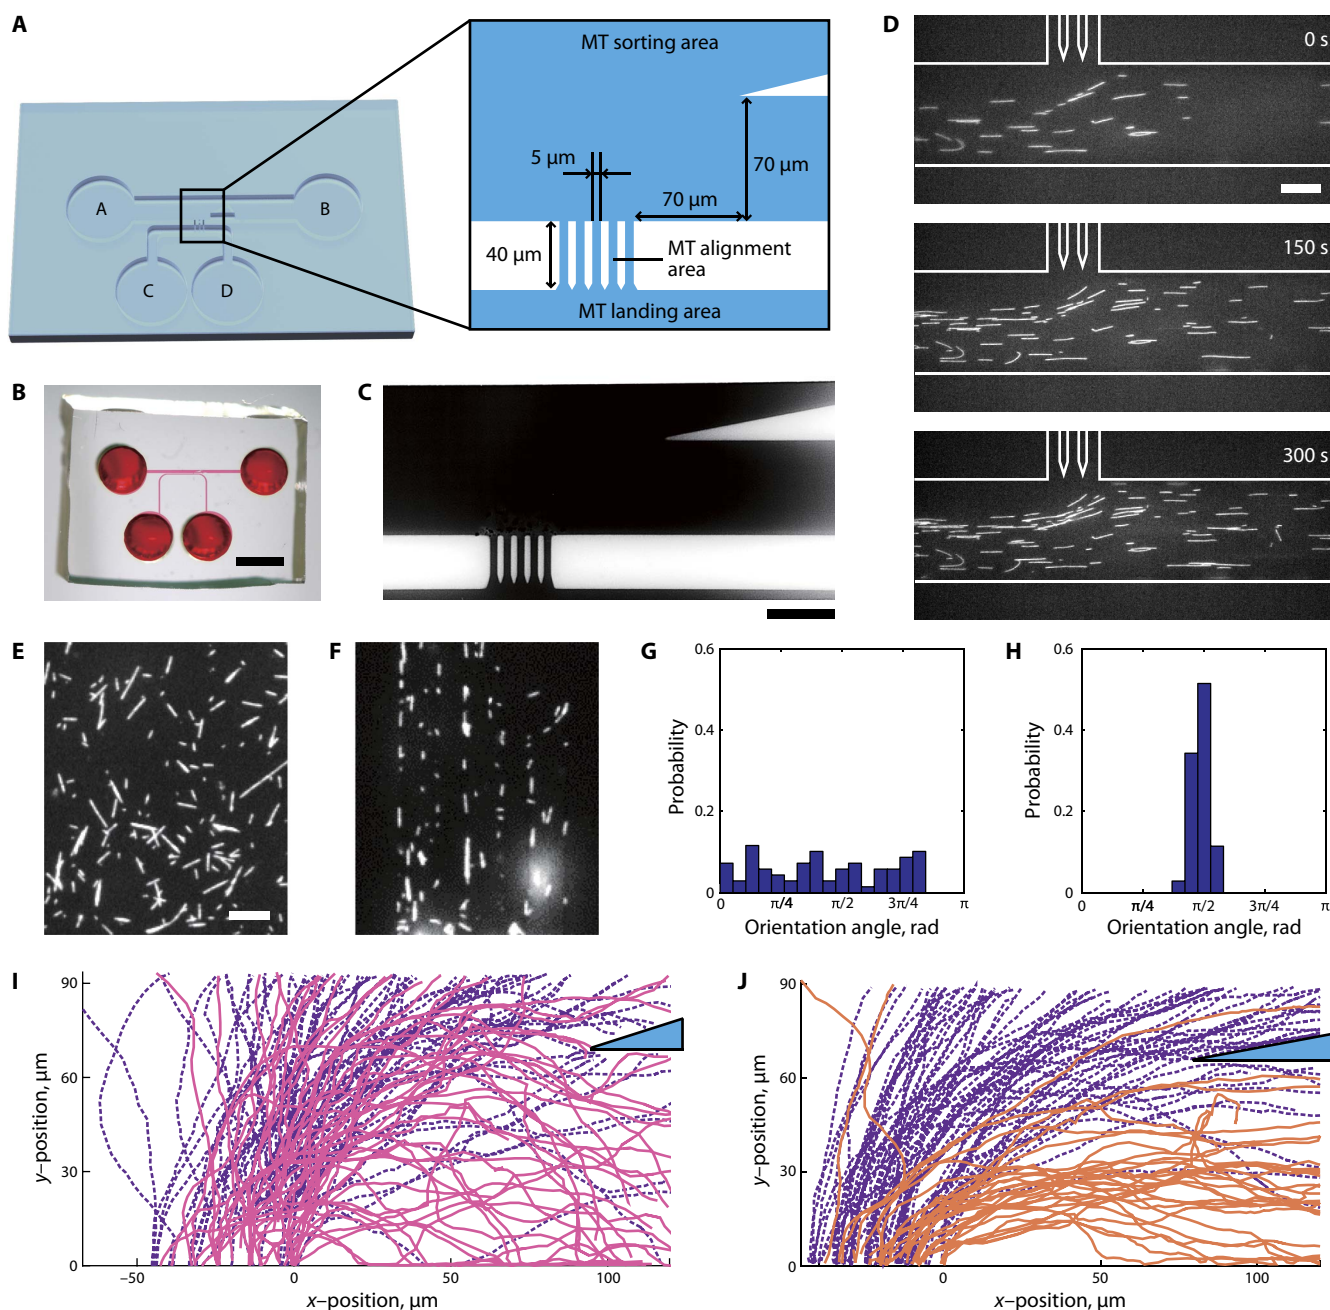 A
A
B
C
D
MT sorting area
5 µm
70 µm
70 µm
40 µm
MT alignment
area
MT landing area
B
C
D
0 s
150 s
300 s
E
F
G
0.6
0.4
0.2
0
Probability
0
π/4
π/2
3π/4
π
Orientation angle, rad
H
0.6
0.4
0.2
0
Probability
0
π/4
π/2
3π/4
π
Orientation angle, rad
I
90
60
30
0
y–position, µm
−50
0
50
100
x–position, µm
J
90
60
30
0
y–position, µm
0
50
100
x–position, µm